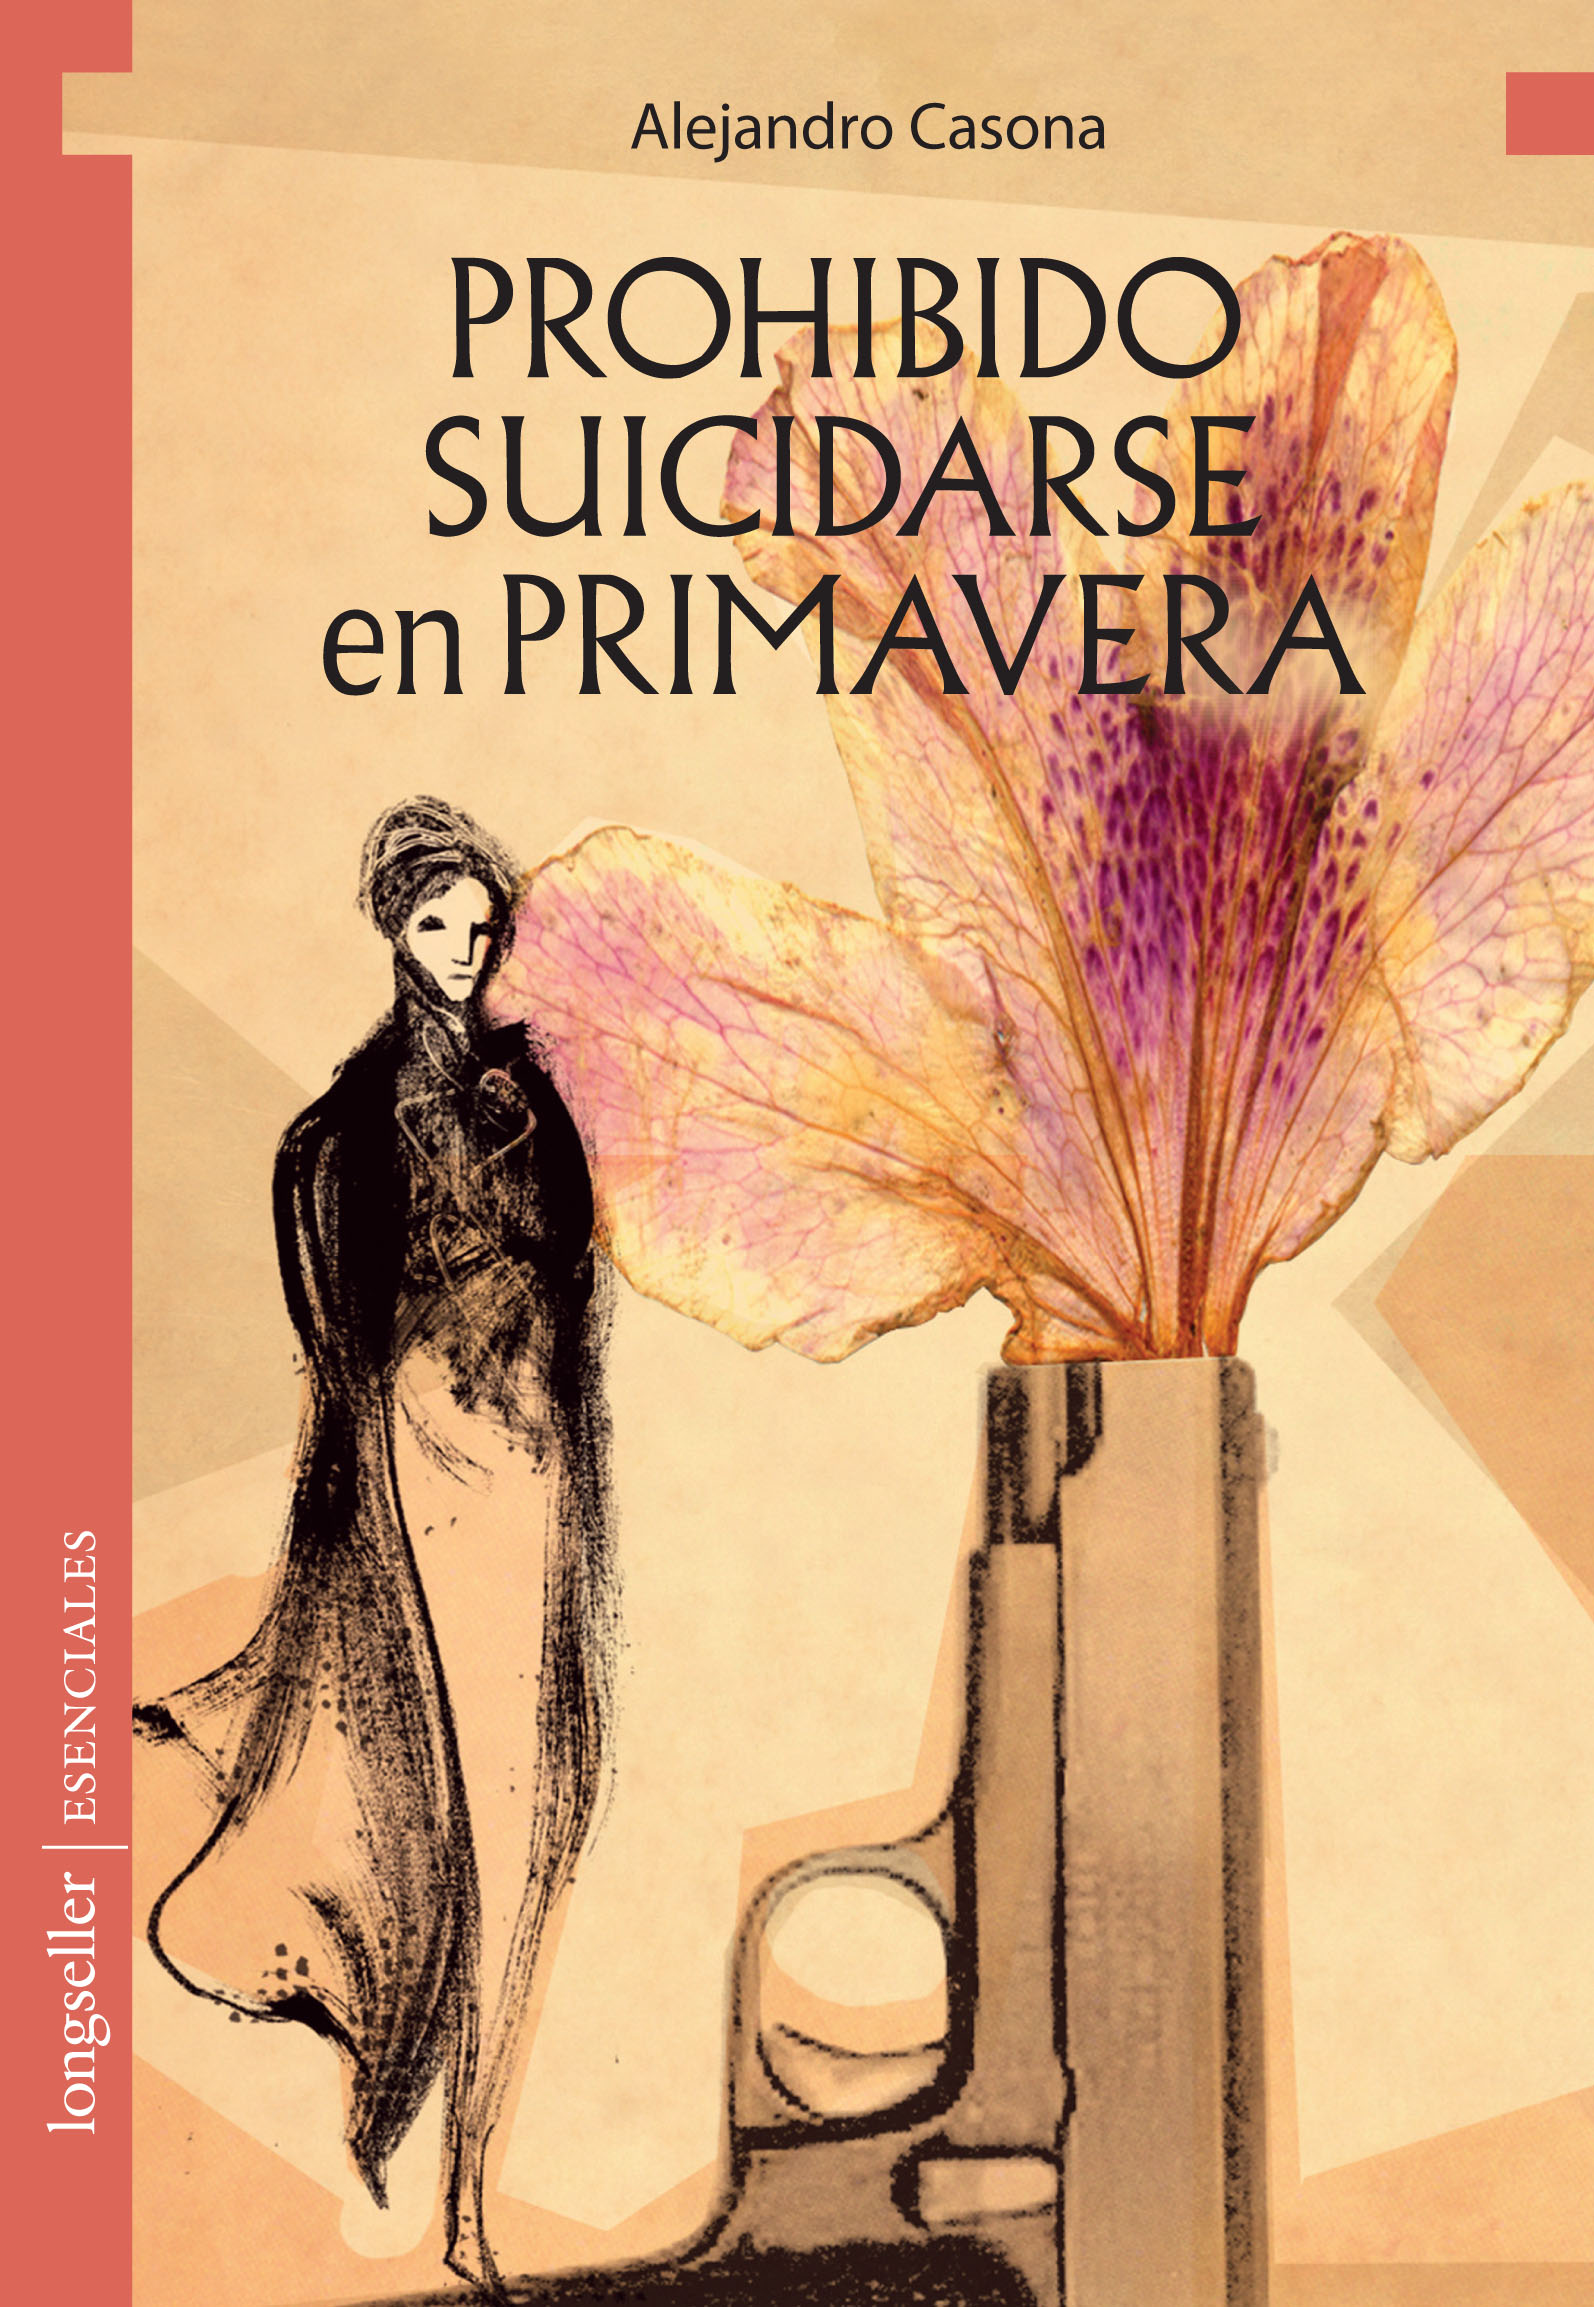 Alejandro Casona
PROHIBIDO
SUICIDARSE
en PRIMAVERA
longseller | ESENCIALES